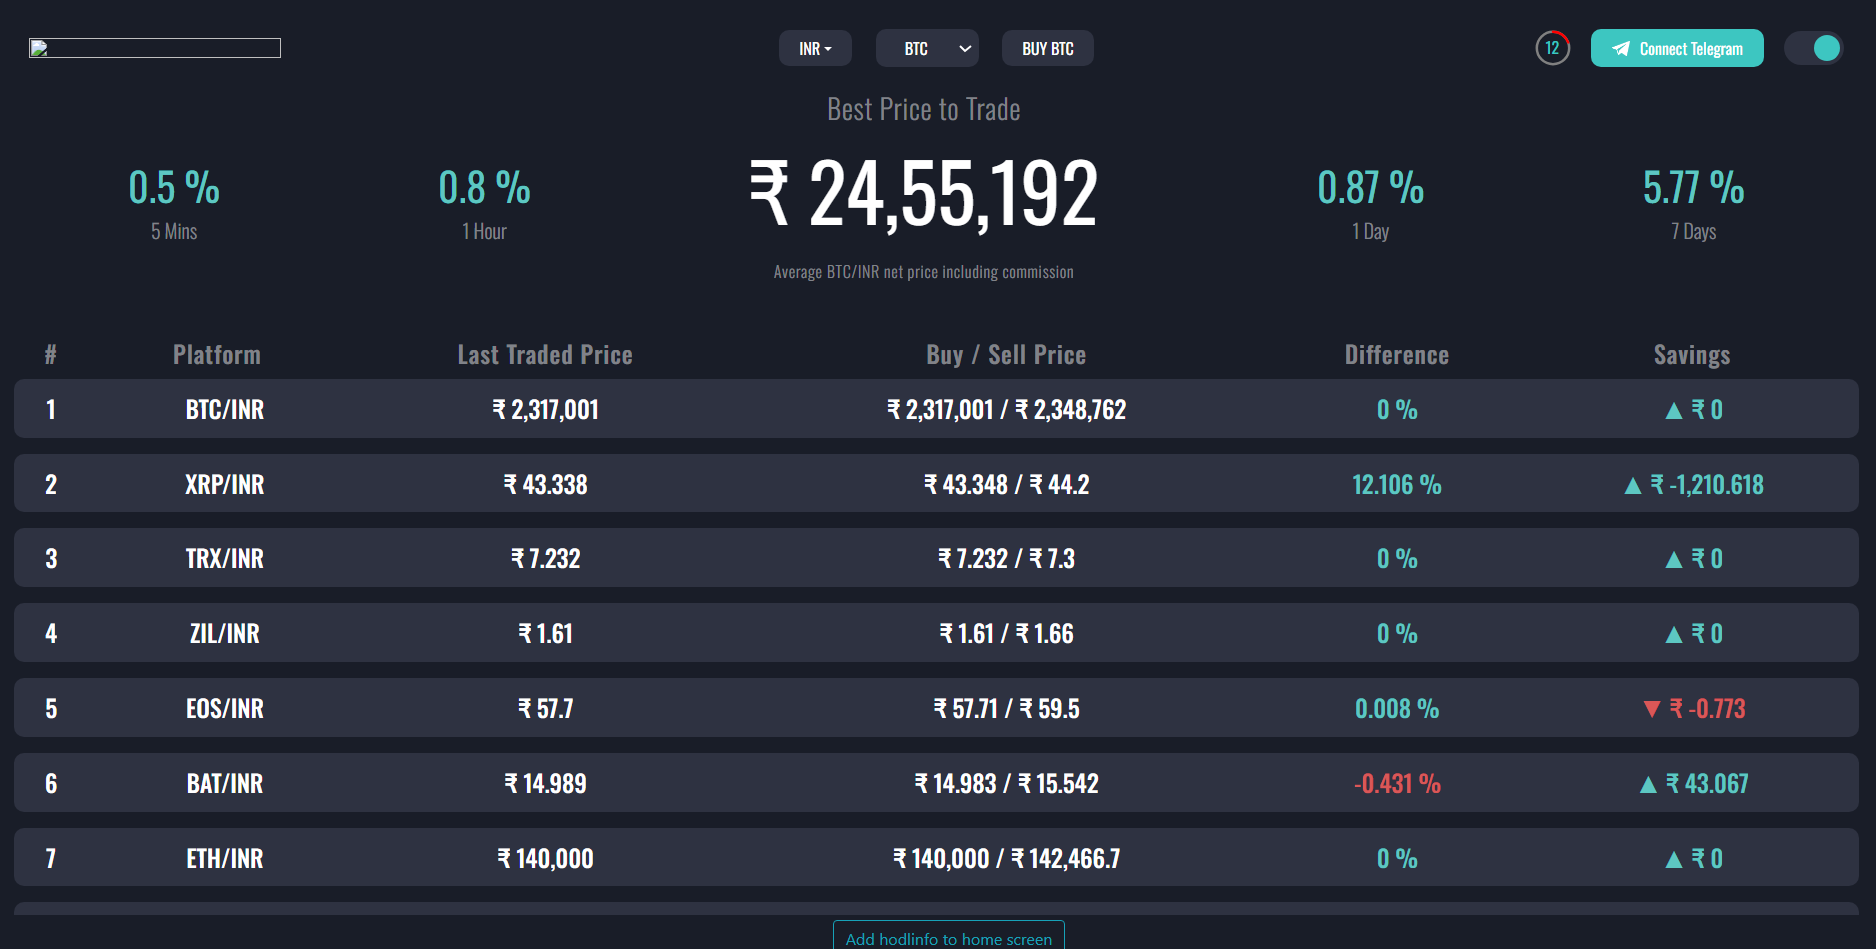 INR BTC BUY BTC 12 Connect Telegram
Best Price to Trade
0.5 % 0.8 % ₹ 24,55,192 0.87 % 5.77 %
5 Mins 1 Hour 1 Day 7 Days
Average BTC/INR net price including commission
# Platform Last Traded Price Buy / Sell Price Difference Savings
1 BTC/INR ₹ 2,317,001 ₹ 2,317,001 / ₹ 2,348,762 0 % ▲ ₹ 0
2 XRP/INR ₹ 43.338 ₹ 43.348 / ₹ 44.2 12.106 % ▲ ₹ -1,210.618
3 TRX/INR ₹ 7.232 ₹ 7.232 / ₹ 7.3 0 % ▲ ₹ 0
4 ZIL/INR ₹ 1.61 ₹ 1.61 / ₹ 1.66 0 % ▲ ₹ 0
5 EOS/INR ₹ 57.7 ₹ 57.71 / ₹ 59.5 0.008 % ▼ ₹ -0.773
6 BAT/INR ₹ 14.989 ₹ 14.983 / ₹ 15.542 -0.431 % ▲ ₹ 43.067
7 ETH/INR ₹ 140,000 ₹ 140,000 / ₹ 142,466.7 0 % ▲ ₹ 0
Add hodlinfo to home screen